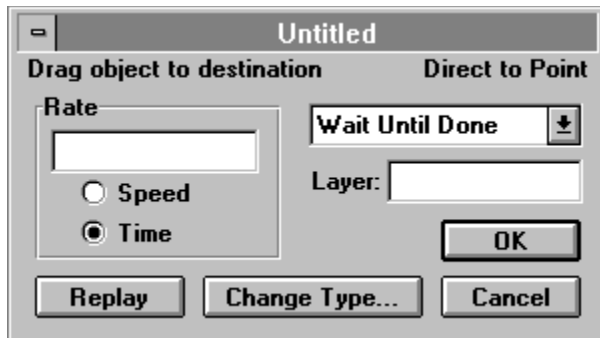 Untitled
Drag object to destination Direct to Point
Rate
Wait Until Done
Layer:
Speed
Time
OK
Replay Change Type... Cancel